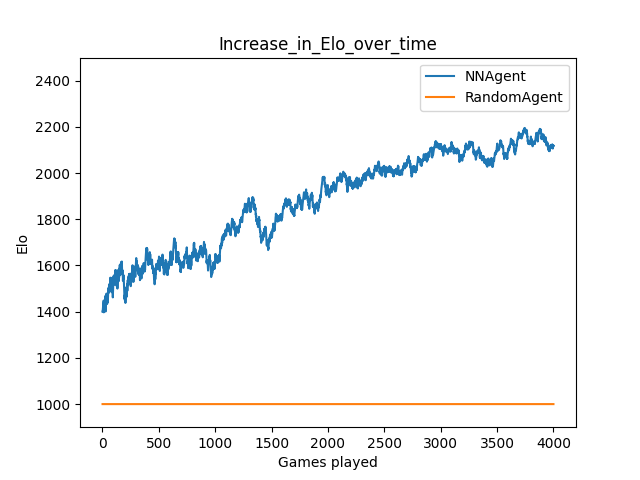 Increase_in_Elo_over_time
NNAgent
RandomAgent
Elo
2400
2200
2000
1800
1600
1400
1200
1000
0 500 1000 1500 2000 2500 3000 3500 4000
Games played